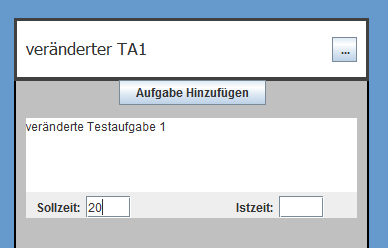 veränderter TA1
...
Aufgabe Hinzufügen
veränderte Testaufgabe 1
Sollzeit: 20 Istzeit: